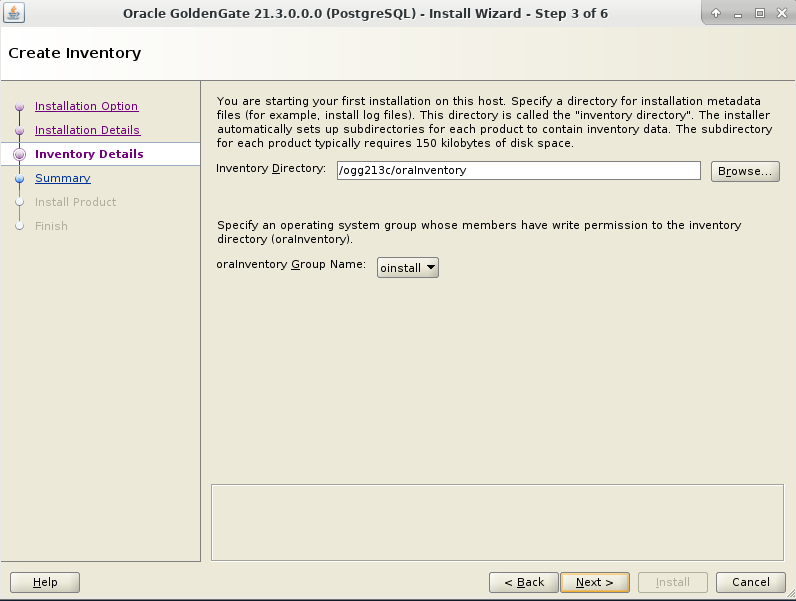 Oracle GoldenGate 21.3.0.0.0 (PostgreSQL) - Install Wizard - Step 3 of 6
Create Inventory
Installation Option
Installation Details
Inventory Details
Summary
Install Product
Finish
You are starting your first installation on this host. Specify a directory for installation metadata
files (for example, install log files). This directory is called the "inventory directory". The installer
automatically sets up subdirectories for each product to contain inventory data. The subdirectory
for each product typically requires 150 kilobytes of disk space.
Inventory Directory: /ogg213c/oraInventory Browse...
Specify an operating system group whose members have write permission to the inventory
directory (oraInventory).
oraInventory Group Name: oinstall
Help < Back Next > Install Cancel